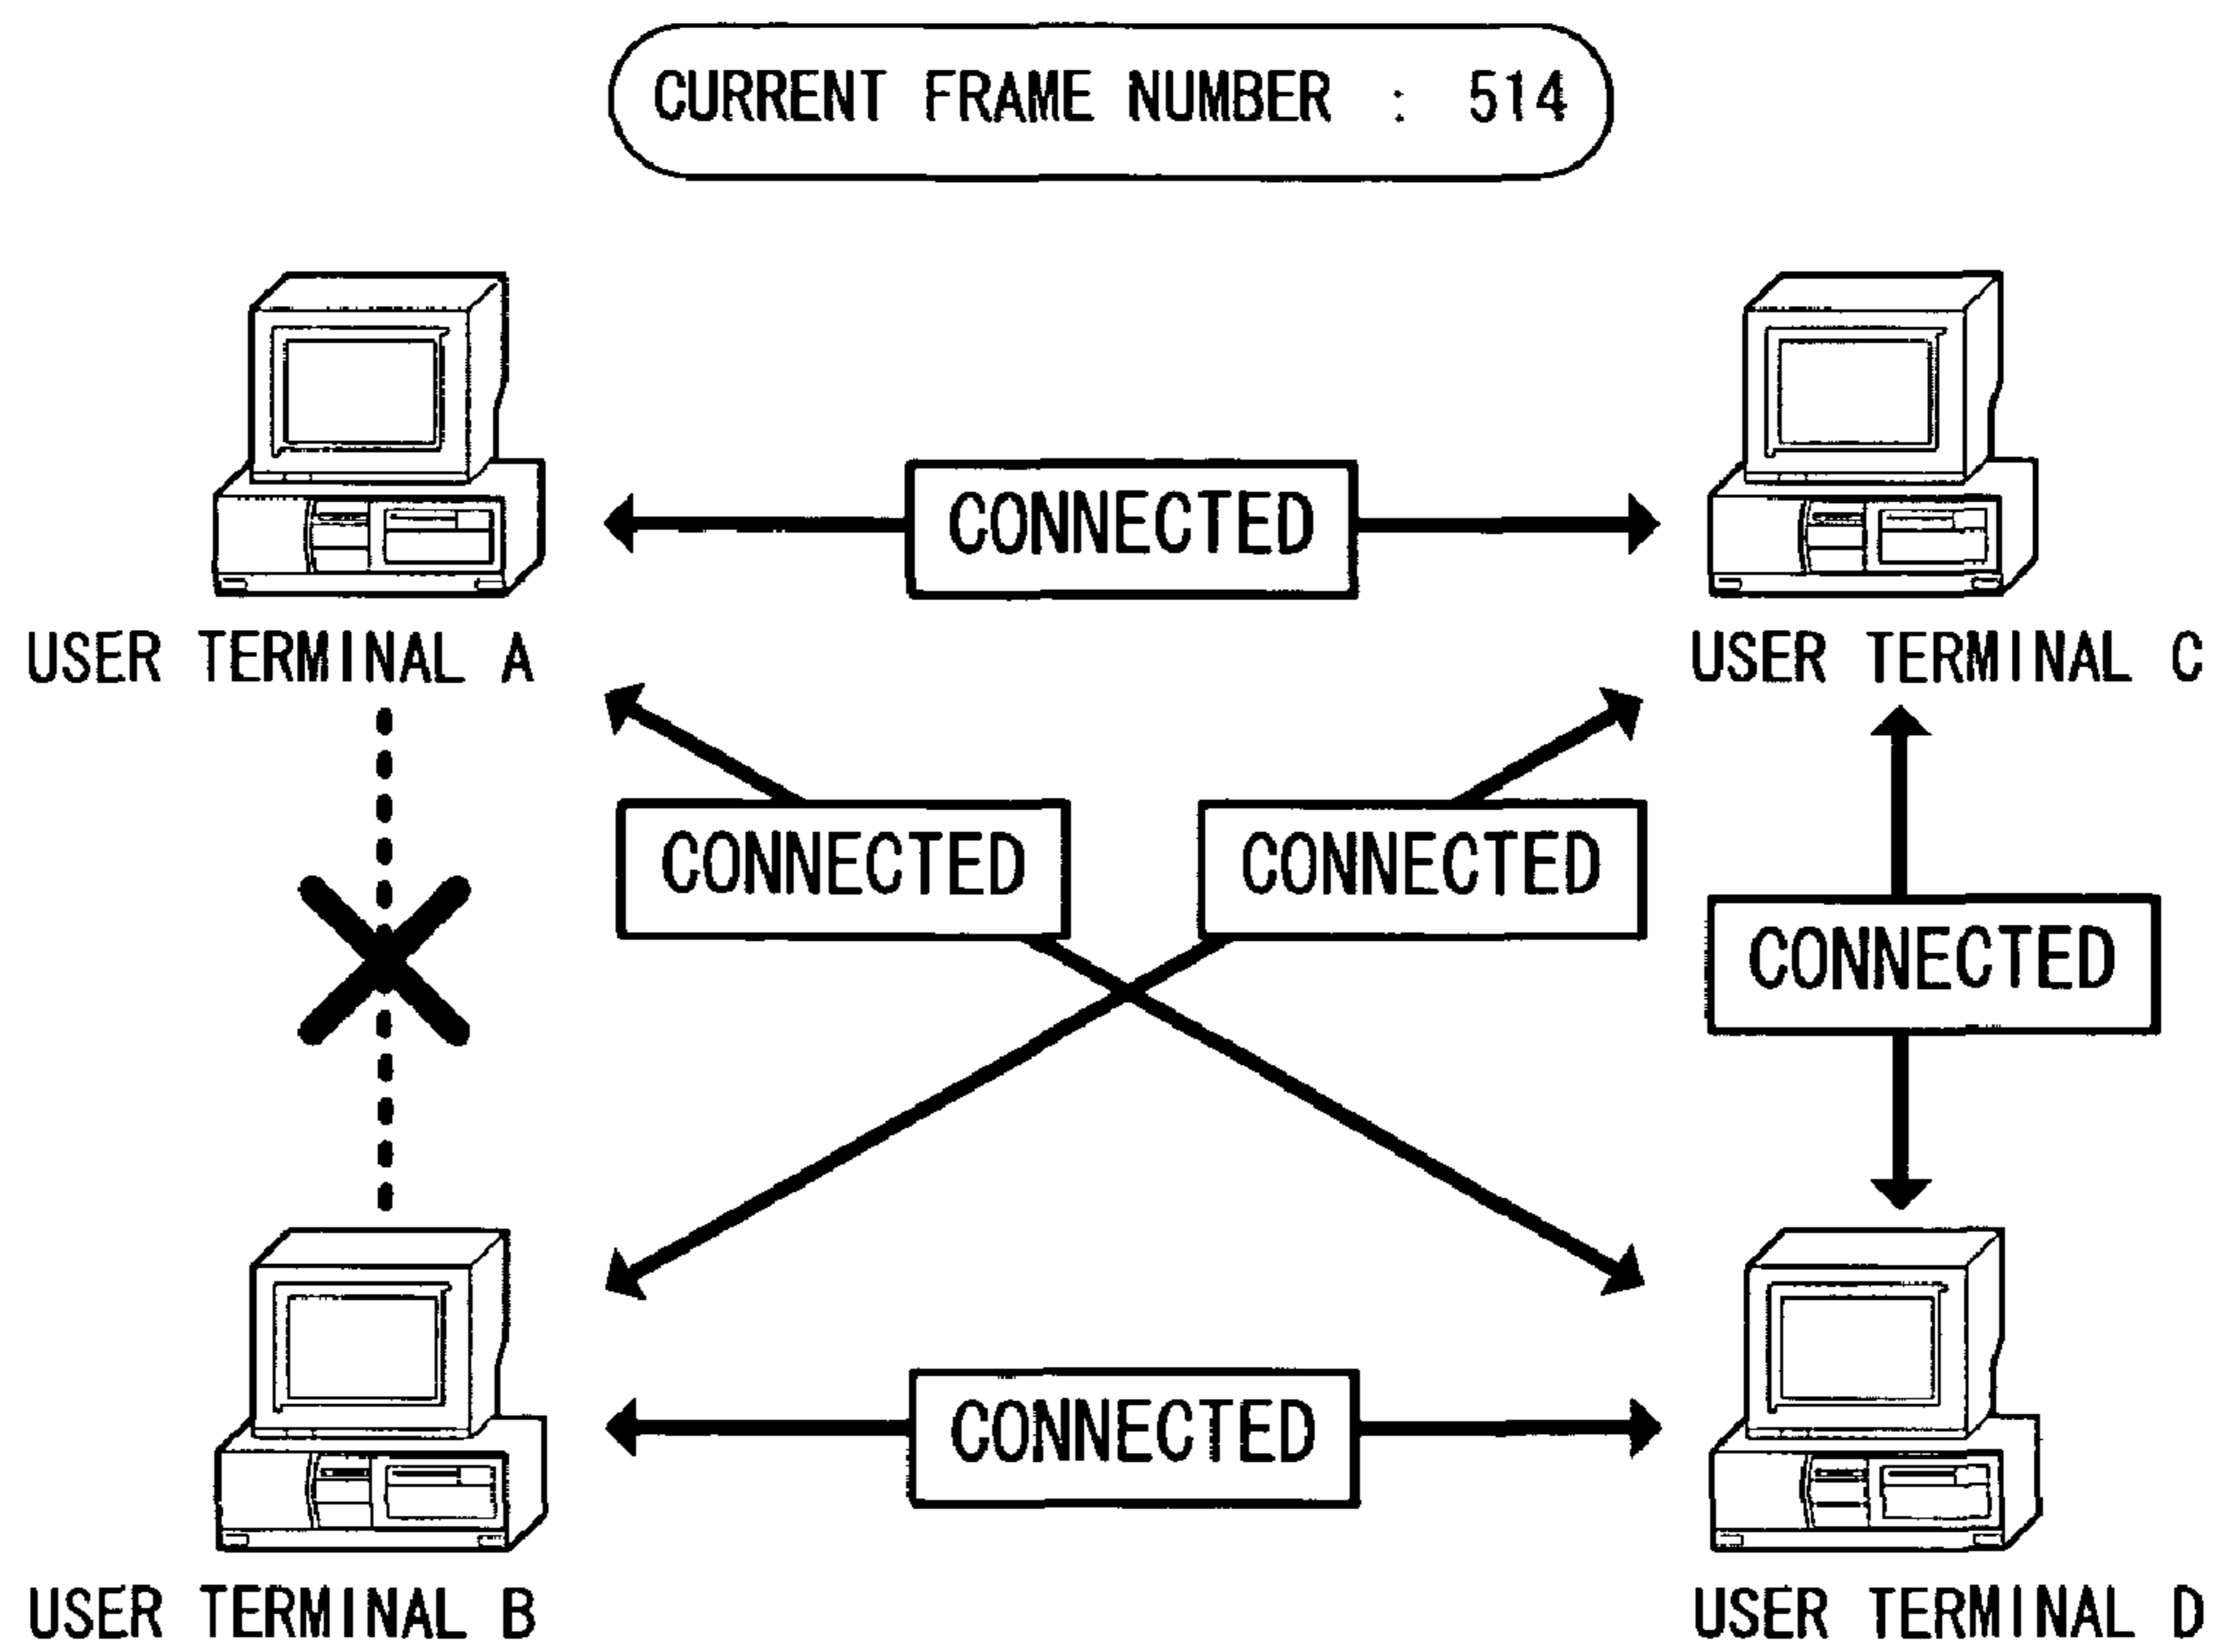 CURRENT FRAME NUMBER : 514
CONNECTED
USER TERMINAL A
USER TERMINAL C
CONNECTED
CONNECTED
CONNECTED
CONNECTED
USER TERMINAL B
USER TERMINAL D